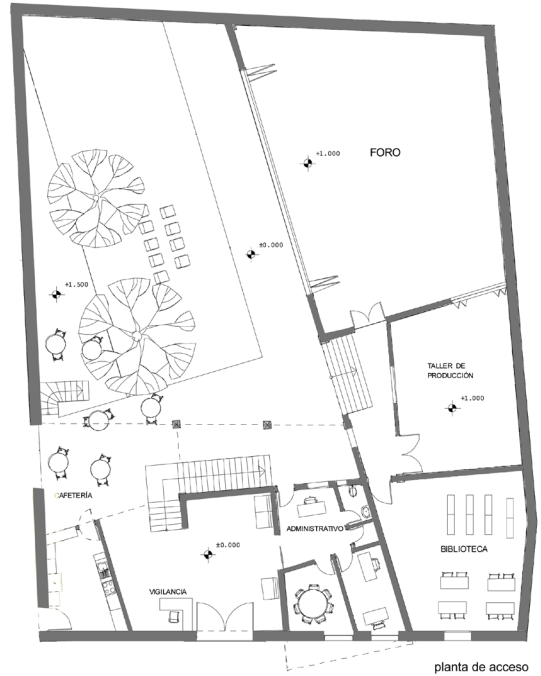 FORO
+1.000
±0.000
+1.500
TALLER DE
PRODUCCIÓN
+1.000
CAFETERÍA
ADMINISTRATIVO
±0.000
BIBLIOTECA
VIGILANCIA
planta de acceso